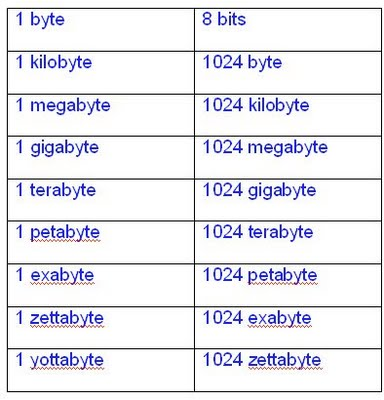 1 byte 8 bits
1 kilobyte 1024 byte
1 megabyte 1024 kilobyte
1 gigabyte 1024 megabyte
1 terabyte 1024 gigabyte
1 petabyte 1024 terabyte
1 exabyte 1024 petabyte
1 zettabyte 1024 exabyte
1 yottabyte 1024 zettabyte